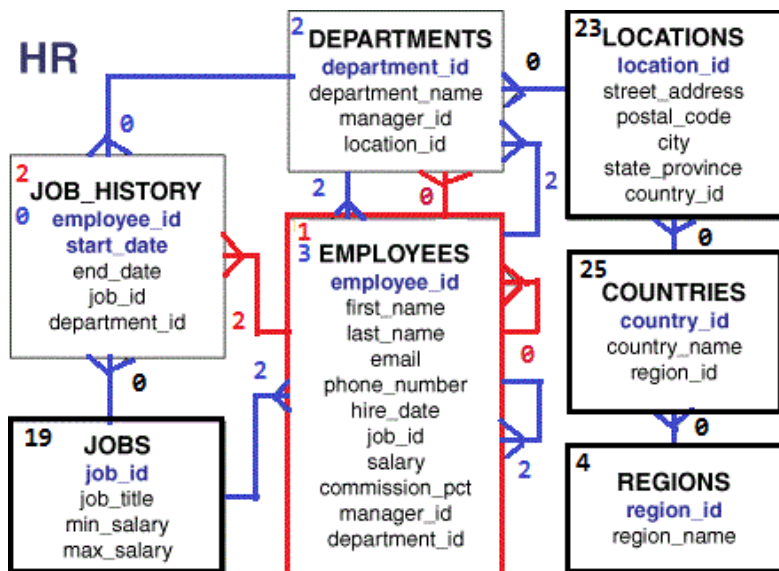 HR
2
DEPARTMENTS
department_id
department_name
manager_id
location_id
0
23
LOCATIONS
location_id
street_address
postal_code
city
state_province
country_id
0
2
0
JOB_HISTORY
employee_id
start_date
end_date
job_id
department_id
2
0
2
1
3
EMPLOYEES
employee_id
first_name
last_name
email
phone_number
hire_date
job_id
salary
commission_pct
manager_id
department_id
2
0
2
2
0
25
COUNTRIES
country_id
country_name
region_id
0
19
JOBS
job_id
job_title
min_salary
max_salary
0
4
REGIONS
region_id
region_name